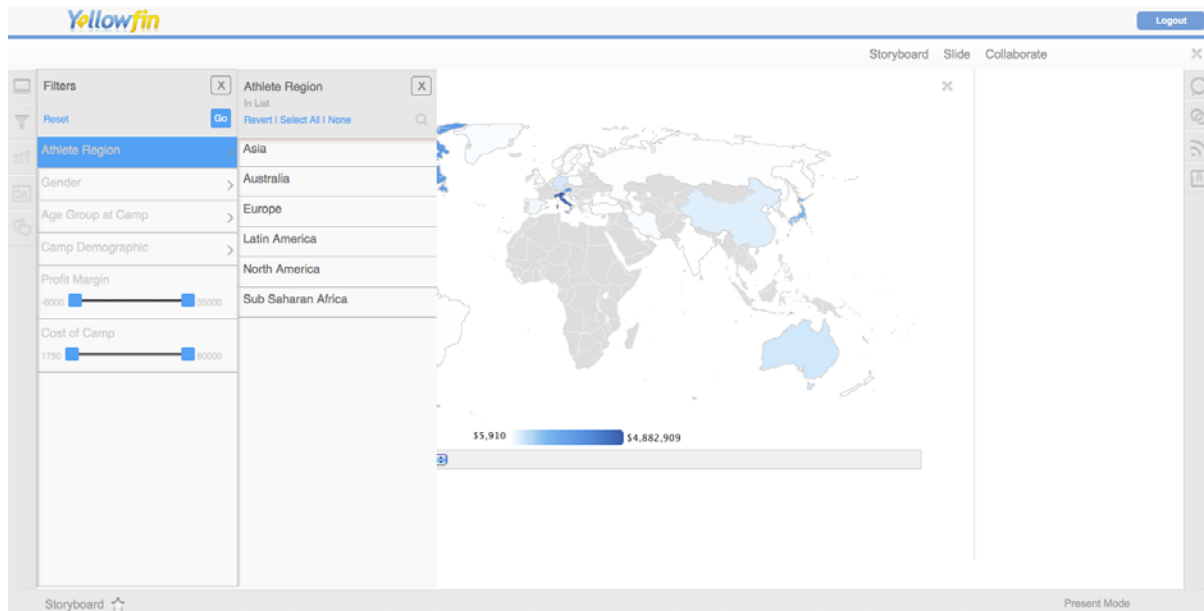 Yellowfin
Logout
Storyboard Slide Collaborate
Filters X
Reset Go
Athlete Region
Gender
Age Group at Camp
Camp Demographic
Profit Margin
-6000 35000
Cost of Camp
1750 60000
Athlete Region X
In List
Revert | Select All | None
Asia
Australia
Europe
Latin America
North America
Sub Saharan Africa
$5,910 $4,882,909
Storyboard
Present Mode